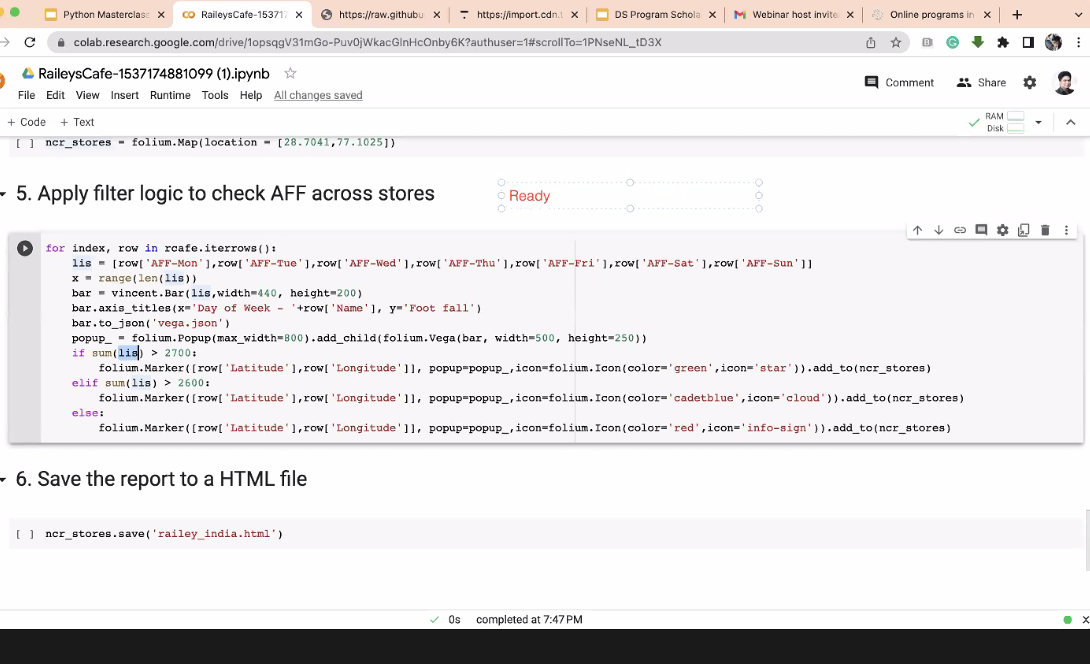 Python Masterclass
RaileysCafe-15371
https://raw.githubu
https://import.cdn.t
DS Program Schola
Webinar host invite
Online programs in
colab.research.google.com/drive/1opsqgV31mGo-Puv0jWkacGlnHcOnby6K?authuser=1#scrollTo=1PNseNL_tD3X
RaileysCafe-1537174881099 (1).ipynb
File Edit View Insert Runtime Tools Help All changes saved
Comment Share
+ Code + Text
RAM
Disk
[ ] ncr_stores = folium.Map(location = [28.7041,77.1025])
5. Apply filter logic to check AFF across stores
Ready
for index, row in rcafe.iterrows():
lis = [row['AFF-Mon'],row['AFF-Tue'],row['AFF-Wed'],row['AFF-Thu'],row['AFF-Fri'],row['AFF-Sat'],row['AFF-Sun']]
x = range(len(lis))
bar = vincent.Bar(lis,width=440, height=200)
bar.axis_titles(x='Day of Week - '+row['Name'], y='Foot fall')
bar.to_json('vega.json')
popup_ = folium.Popup(max_width=800).add_child(folium.Vega(bar, width=500, height=250))
if sum(lis) > 2700:
folium.Marker([row['Latitude'],row['Longitude']], popup=popup_,icon=folium.Icon(color='green',icon='star')).add_to(ncr_stores)
elif sum(lis) > 2600:
folium.Marker([row['Latitude'],row['Longitude']], popup=popup_,icon=folium.Icon(color='cadetblue',icon='cloud')).add_to(ncr_stores)
else:
folium.Marker([row['Latitude'],row['Longitude']], popup=popup_,icon=folium.Icon(color='red',icon='info-sign')).add_to(ncr_stores)
6. Save the report to a HTML file
[ ] ncr_stores.save('railey_india.html')
0s completed at 7:47 PM